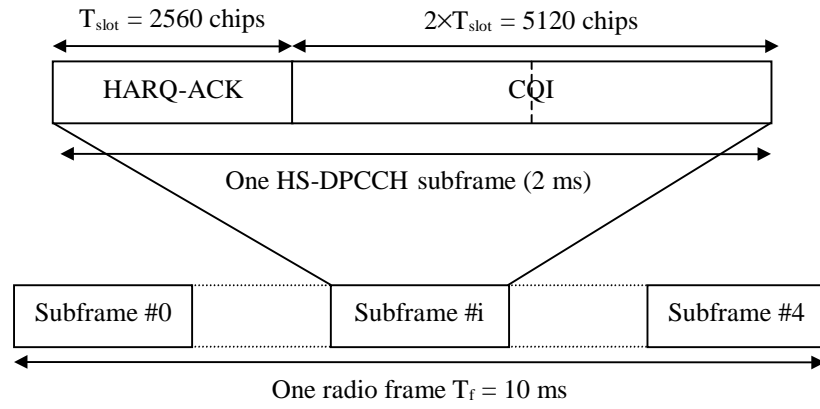 T_slot = 2560 chips
2×T_slot = 5120 chips
HARQ-ACK
CQI
One HS-DPCCH subframe (2 ms)
Subframe #0
Subframe #i
Subframe #4
One radio frame T_f = 10 ms